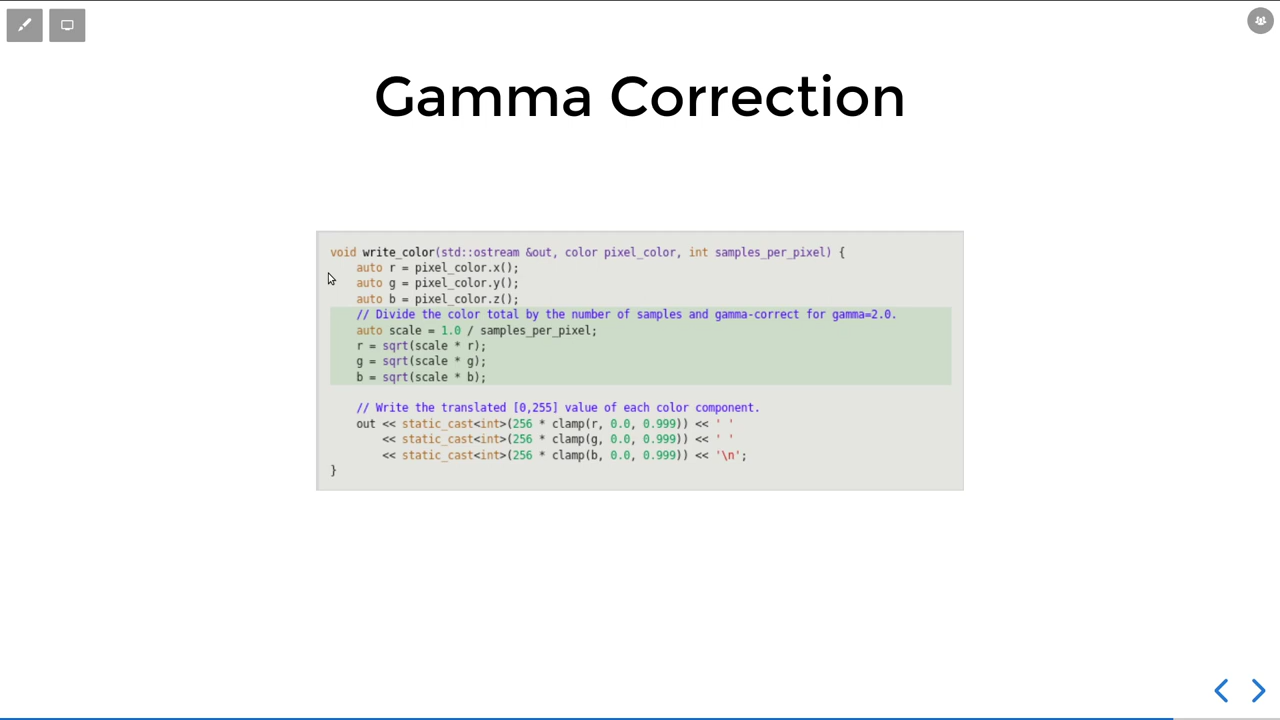 Gamma Correction
void write_color(std::ostream &out, color pixel_color, int samples_per_pixel) {
    auto r = pixel_color.x();
    auto g = pixel_color.y();
    auto b = pixel_color.z();
    // Divide the color total by the number of samples and gamma-correct for gamma=2.0.
    auto scale = 1.0 / samples_per_pixel;
    r = sqrt(scale * r);
    g = sqrt(scale * g);
    b = sqrt(scale * b);
    // Write the translated [0,255] value of each color component.
    out << static_cast<int>(256 * clamp(r, 0.0, 0.999)) << ' '
        << static_cast<int>(256 * clamp(g, 0.0, 0.999)) << ' '
        << static_cast<int>(256 * clamp(b, 0.0, 0.999)) << '\n';
}